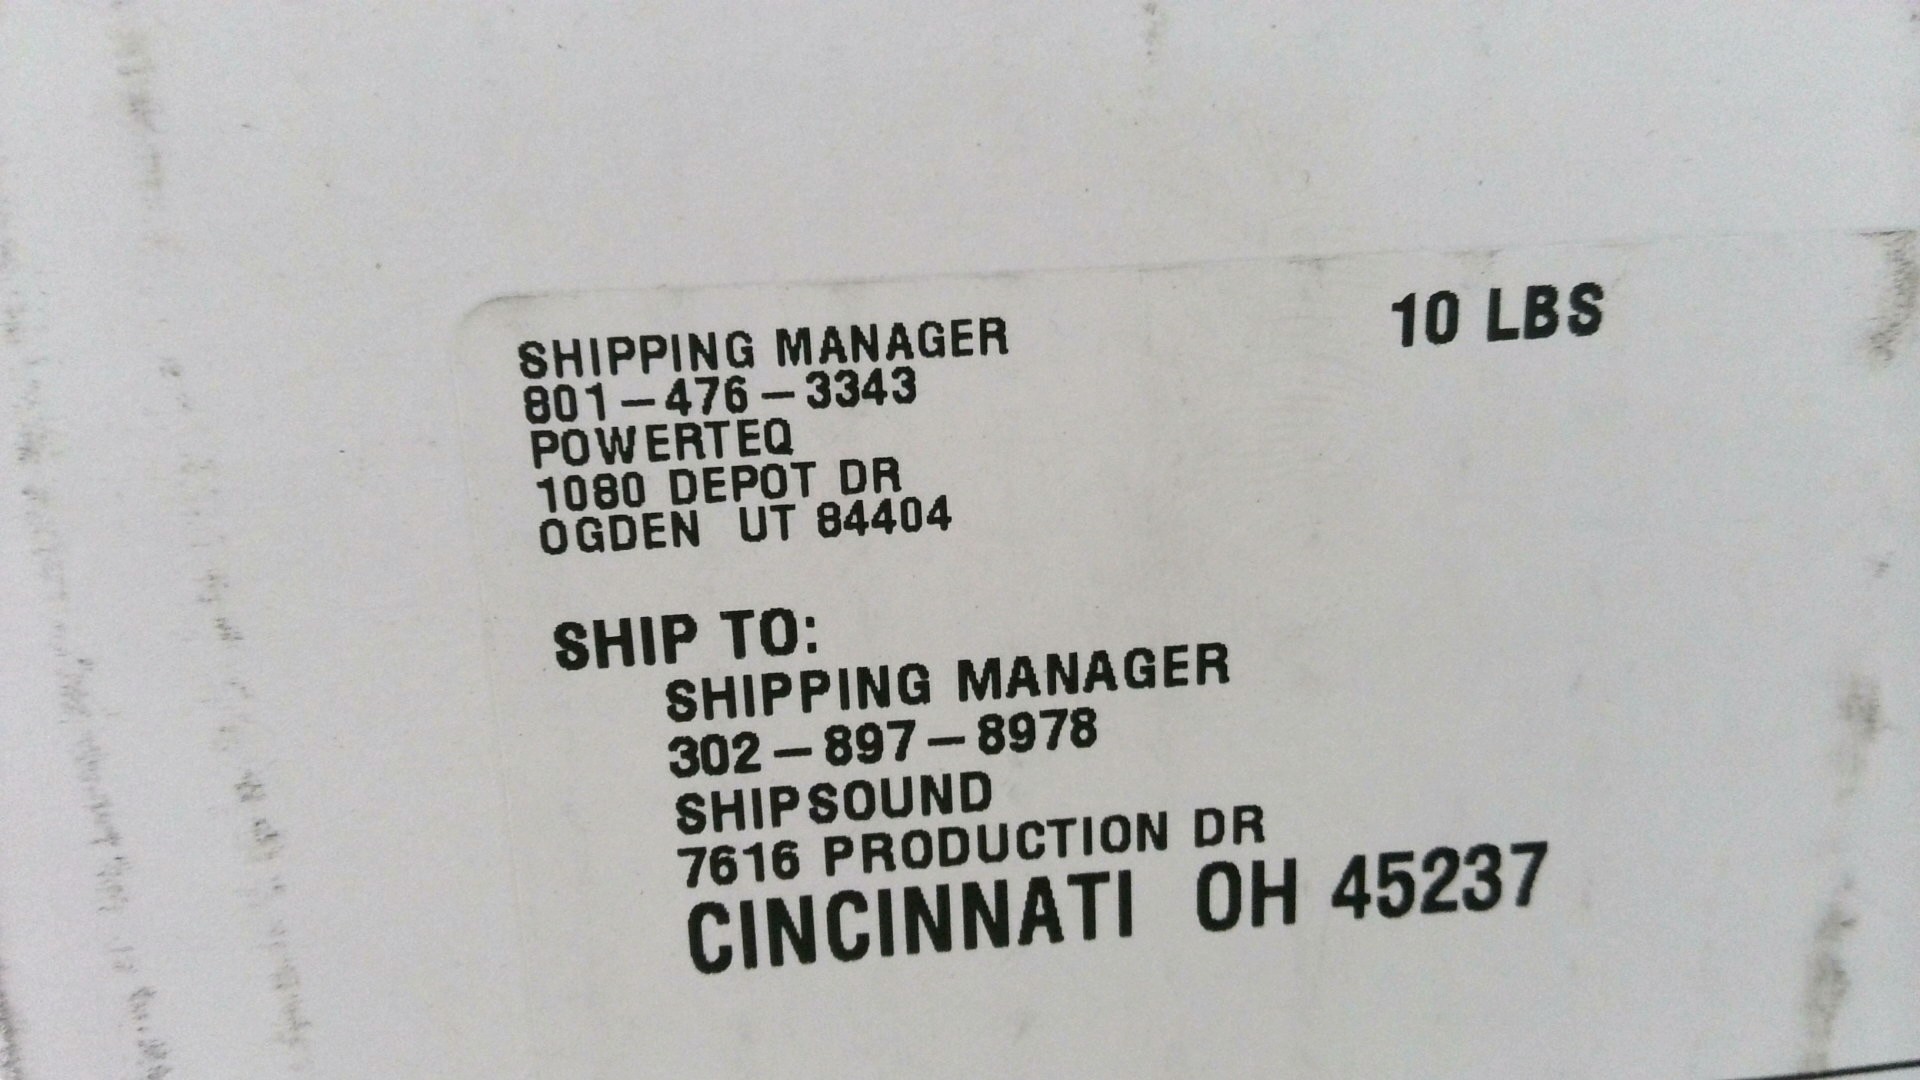 SHIPPING MANAGER
10 LBS
801-476-3343
POWERTEQ
1080 DEPOT DR
OGDEN UT 84404
SHIP TO:
SHIPPING MANAGER
302-897-8978
SHIPSOUND
7616 PRODUCTION DR
CINCINNATI OH 45237